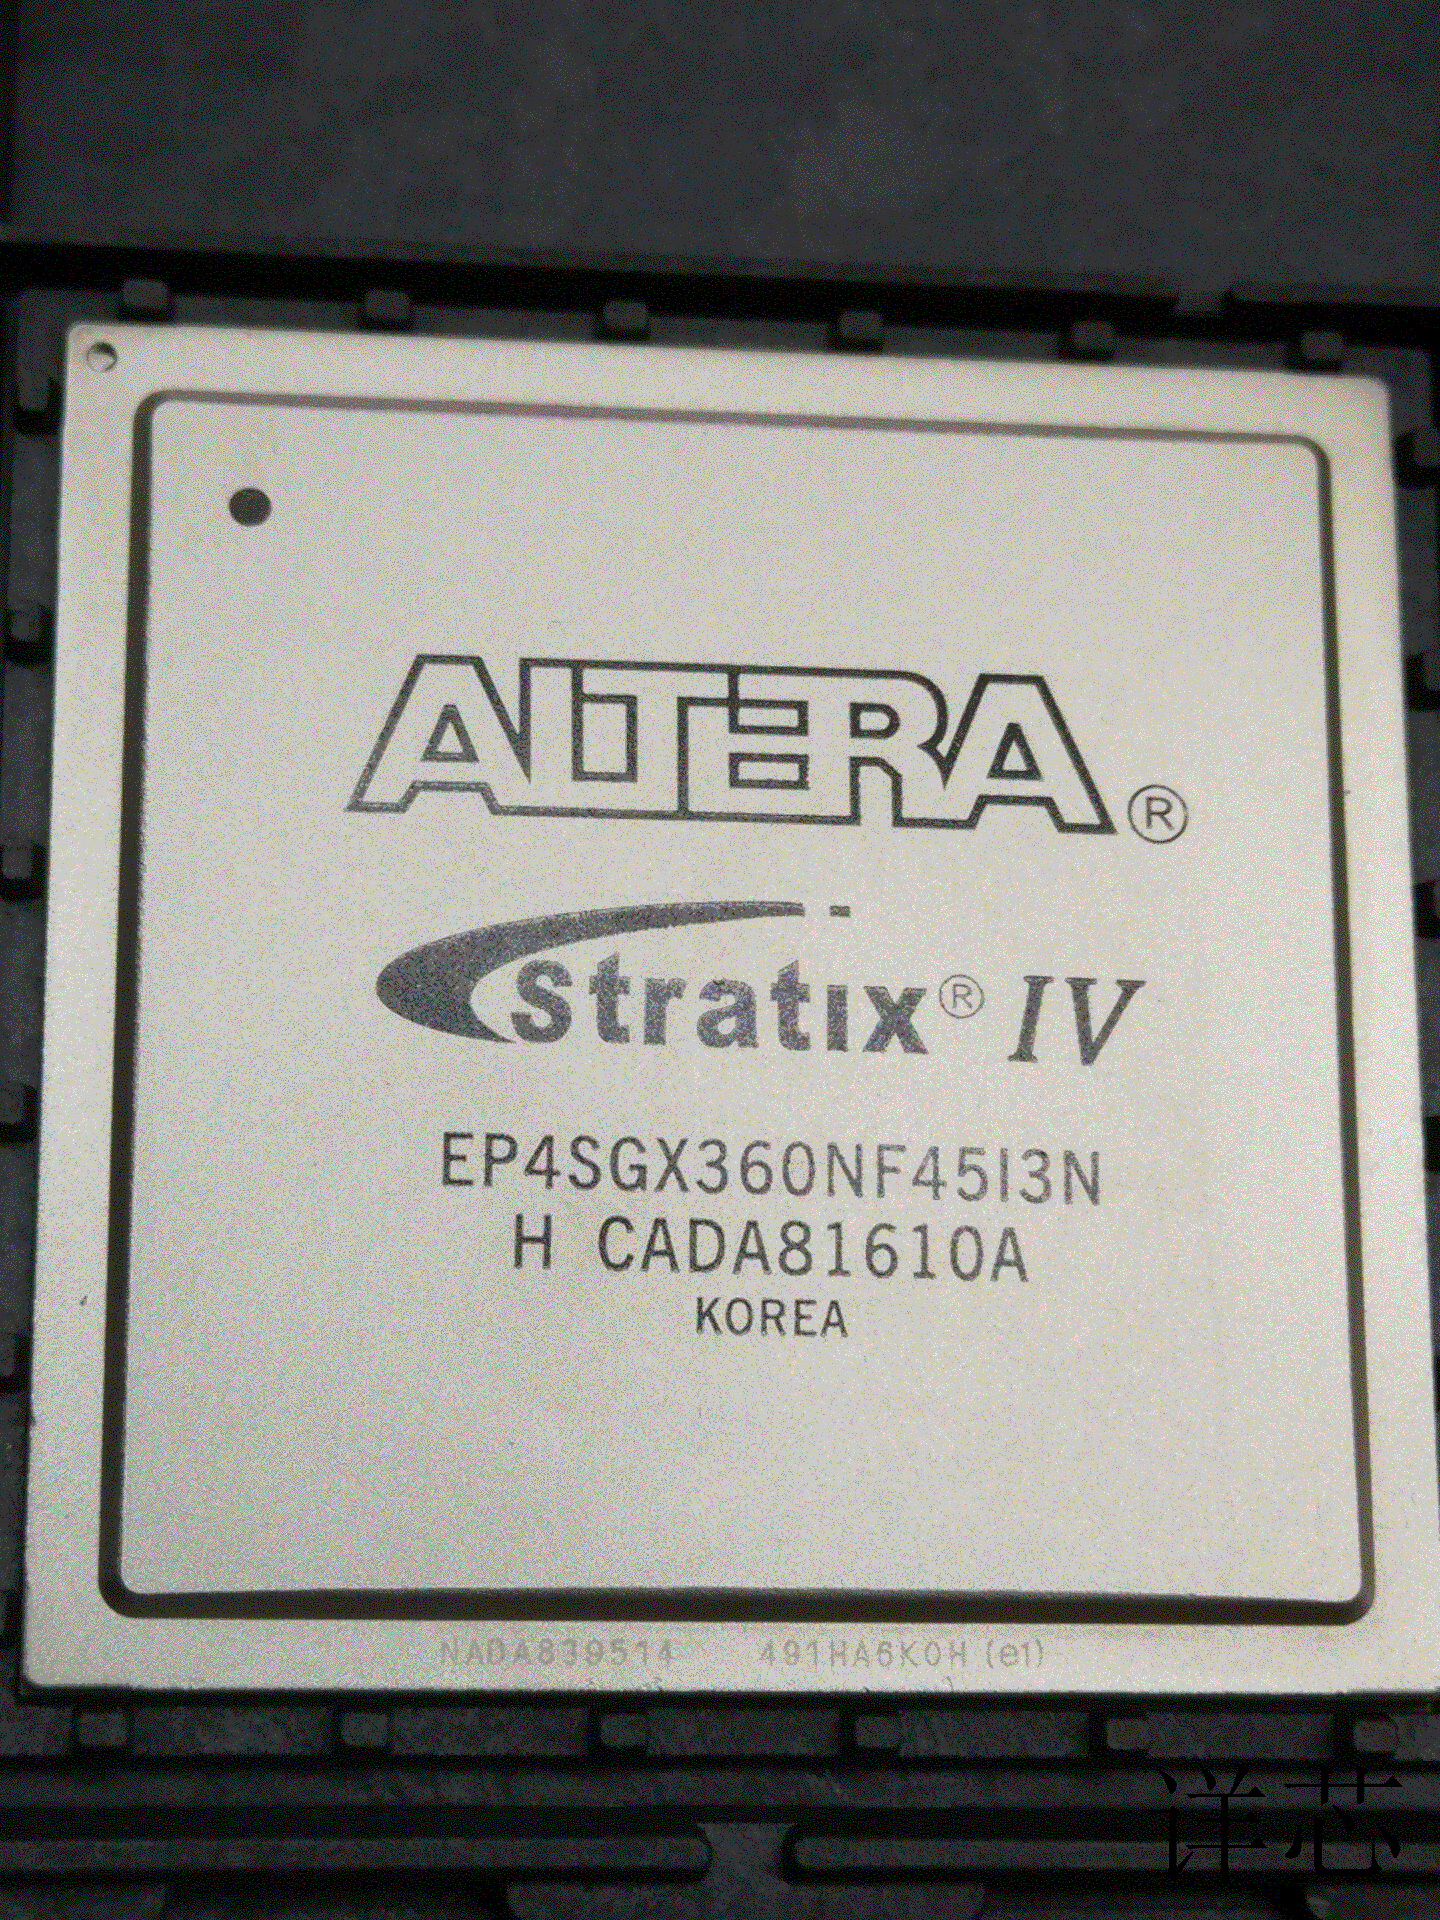 ALTERA®
Stratix® IV
EP4SGX360NF45I3N
H CADA81610A
KOREA
NADA839514 491HA6K0H (e1)
详芯